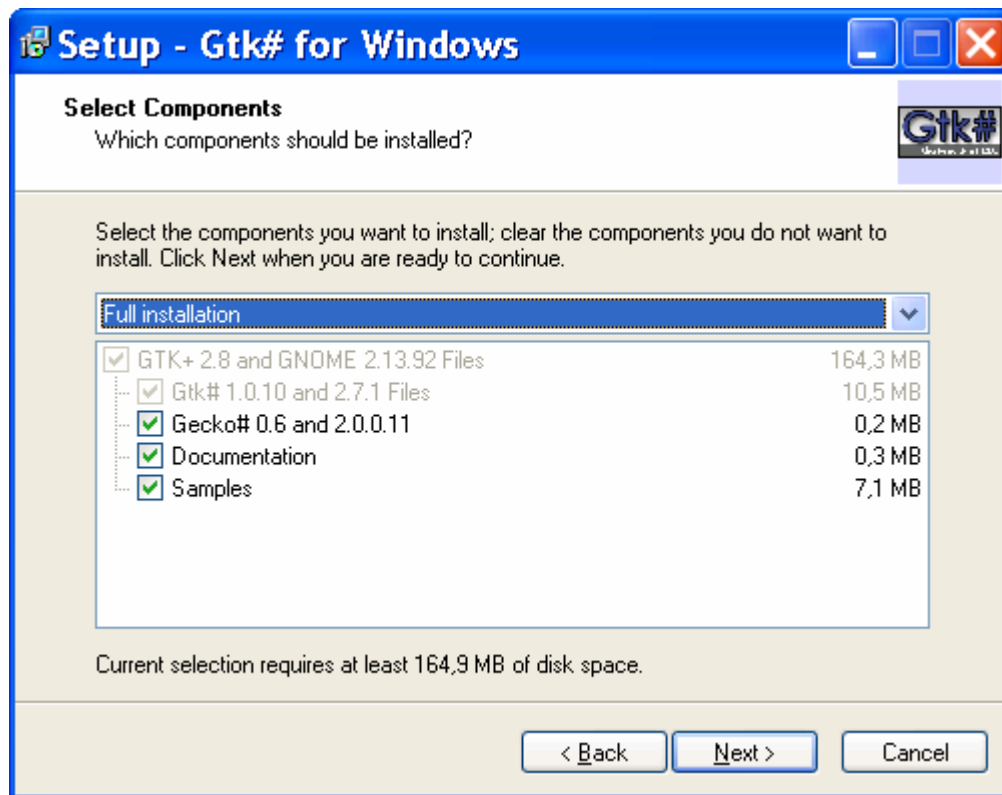 Setup - Gtk# for Windows
Select Components
Which components should be installed?
Gtk#
Select the components you want to install; clear the components you do not want to
install. Click Next when you are ready to continue.
Full installation
GTK+ 2.8 and GNOME 2.13.92 Files 164,3 MB
Gtk# 1.0.10 and 2.7.1 Files 10,5 MB
Gecko# 0.6 and 2.0.0.11 0,2 MB
Documentation 0,3 MB
Samples 7,1 MB
Current selection requires at least 164,9 MB of disk space.
< Back Next > Cancel